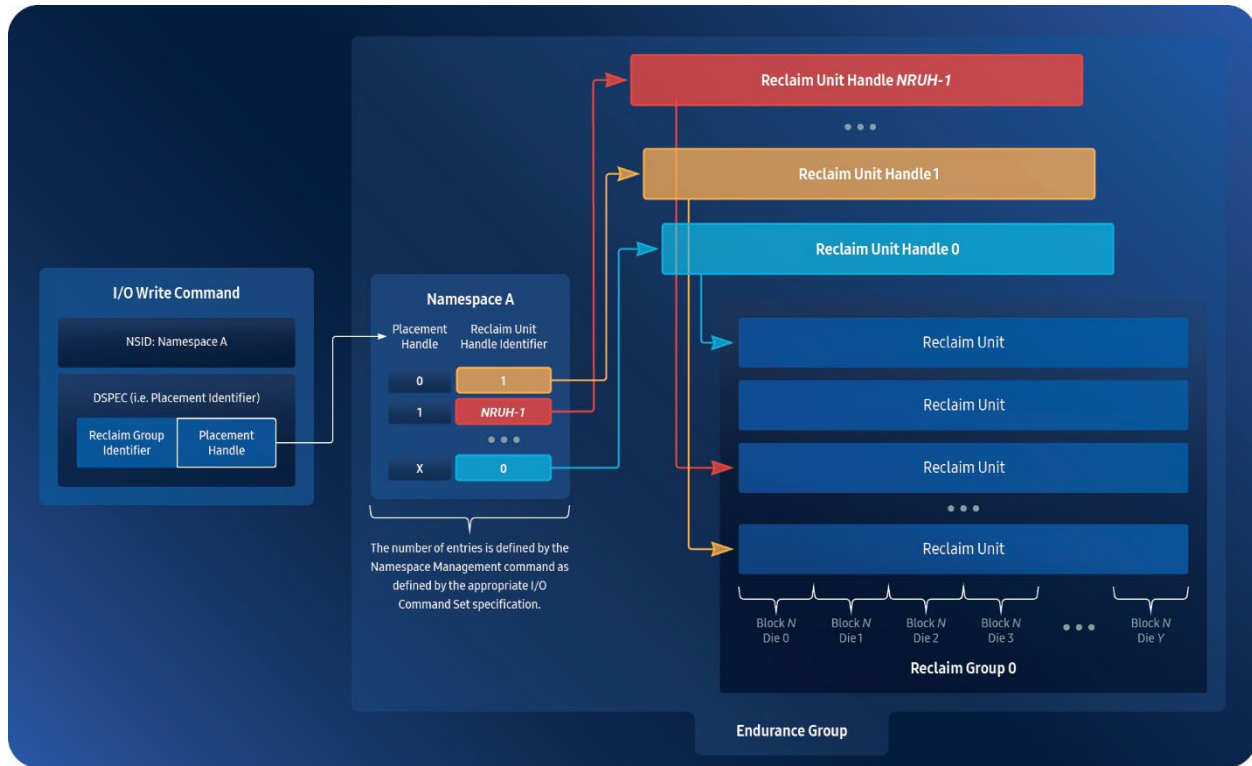 Reclaim Unit Handle NRUH-1
Reclaim Unit Handle 1
Reclaim Unit Handle 0
I/O Write Command
NSID: Namespace A
DSPEC (i.e. Placement Identifier)
Reclaim Group
Identifier
Placement
Handle
Namespace A
Placement
Handle
Reclaim Unit
Handle Identifier
0
1
1
NRUH-1
X
0
The number of entries is defined by the
Namespace Management command as
defined by the appropriate I/O
Command Set specification.
Reclaim Unit
Reclaim Unit
Reclaim Unit
Reclaim Unit
Block N
Die 0
Block N
Die 1
Block N
Die 2
Block N
Die 3
Block N
Die Y
Reclaim Group 0
Endurance Group